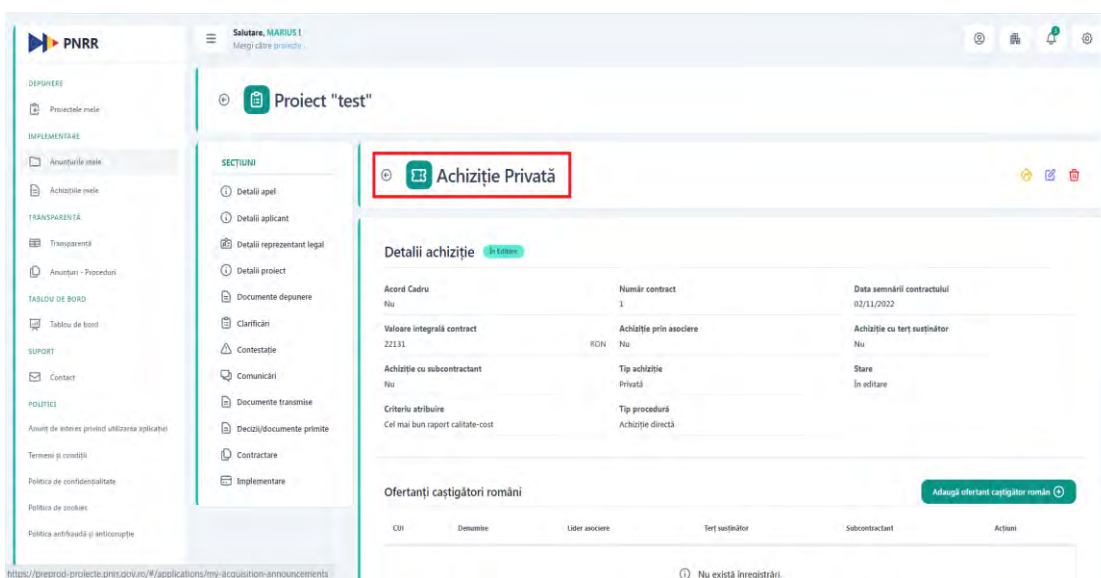 PNRR
Salutare, MARIUS !
Mergi către proiecte
DEPUNERE
Proiectele mele
IMPLEMENTARE
Anunțurile mele
Achizițiile mele
TRANSPARENȚĂ
Transparență
Anunțuri - Proceduri
TABLOU DE BORD
Tablou de bord
SUPORT
Contact
POLITICI
Anunț de interes privind utilizarea aplicației
Termeni și condiții
Politica de confidențialitate
Politica de cookies
Politica antifraudă și anticorupție
https://preprod-proiecte.pnrr.gov.ro/#/applications/my-acquisition-announcements
Proiect "test"
SECȚIUNI
Detalii apel
Detalii aplicant
Detalii reprezentant legal
Detalii proiect
Documente depunere
Clarificări
Contestație
Comunicări
Documente transmise
Decizii/documente primite
Contractare
Implementare
Achiziție Privată
Detalii achiziție În Editare
Acord Cadru
Nu
Număr contract
1
Data semnării contractului
02/11/2022
Valoare integrală contract
22131 RON
Achiziție prin asociere
Nu
Achiziție cu terț susținător
Nu
Achiziție cu subcontractant
Nu
Tip achiziție
Privată
Stare
În editare
Criteriu atribuire
Cel mai bun raport calitate-cost
Tip procedură
Achiziție directă
Ofertanți caștigători români
Adaugă ofertant caștigător român
CUI Denumire Lider asociere Terț susținător Subcontractant Acțiuni
Nu există înregistrări.